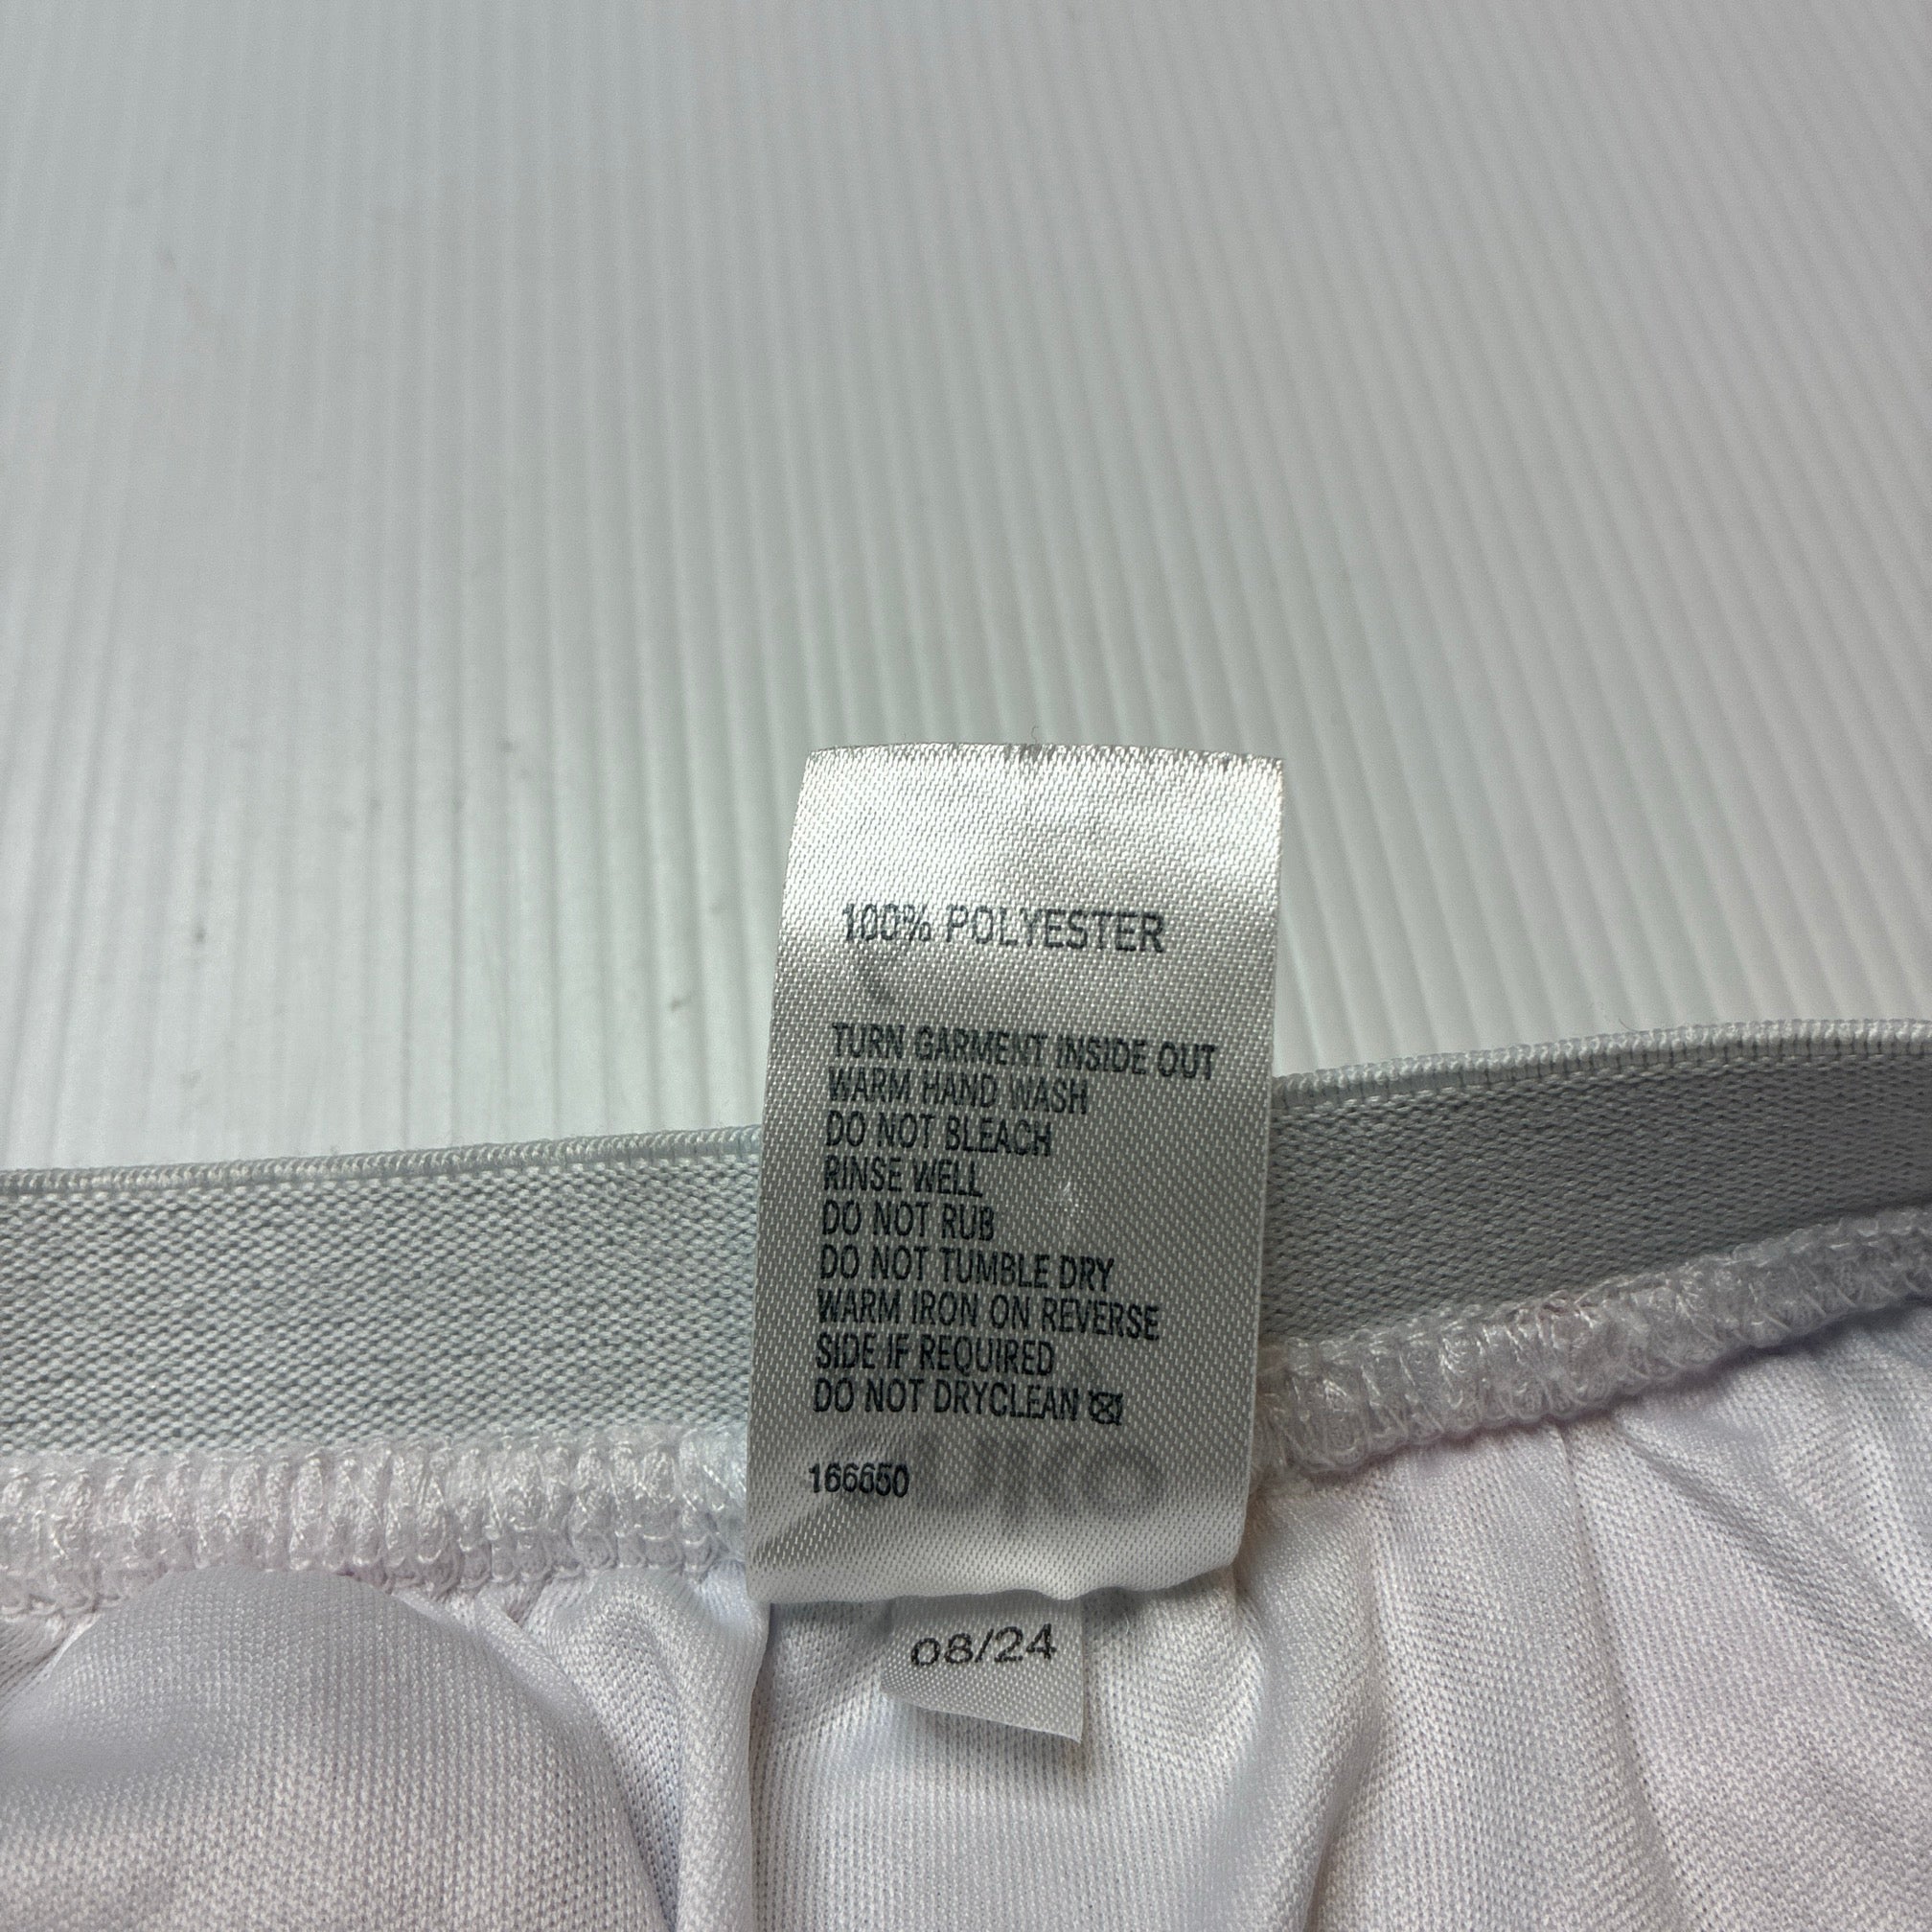 100% POLYESTER
TURN GARMENT INSIDE OUT
WARM HAND WASH
DO NOT BLEACH
RINSE WELL
DO NOT RUB
DO NOT TUMBLE DRY
WARM IRON ON REVERSE
SIDE IF REQUIRED
DO NOT DRYCLEAN
166650
08/24